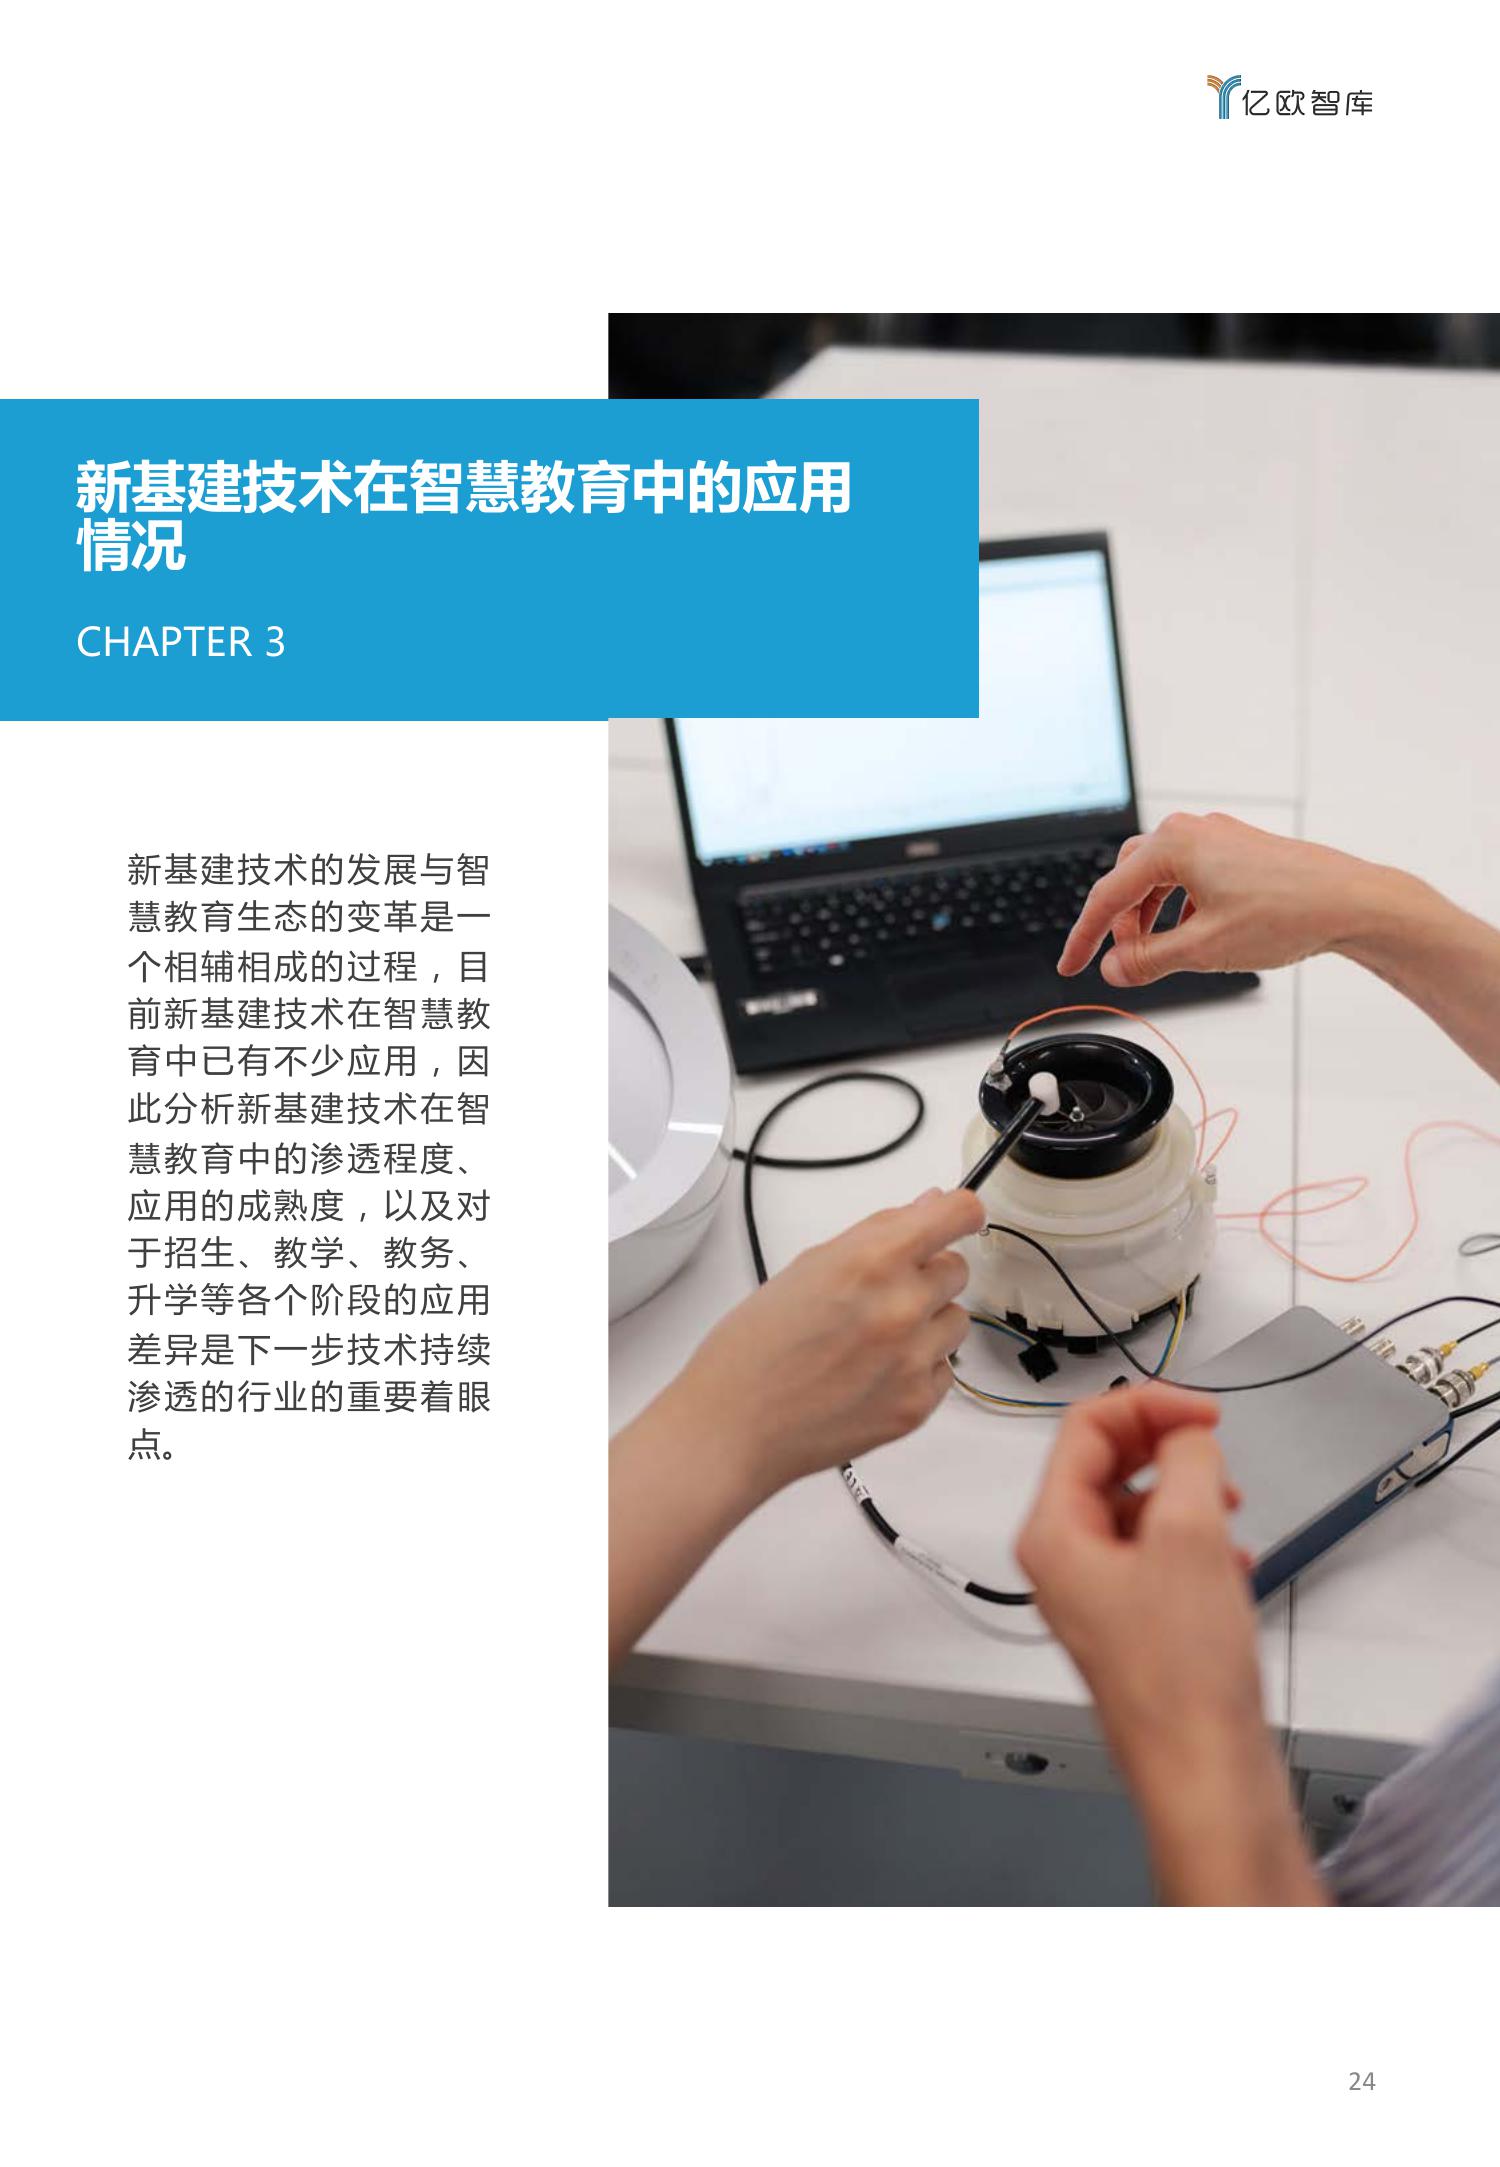 亿欧智库
新基建技术在智慧教育中的应用
情况
CHAPTER 3
新基建技术的发展与智
慧教育生态的变革是一
个相辅相成的过程，目
前新基建技术在智慧教
育中已有不少应用，因
此分析新基建技术在智
慧教育中的渗透程度、
应用的成熟度，以及对
于招生、教学、教务、
升学等各个阶段的应用
差异是下一步技术持续
渗透的行业的重要着眼
点。
24